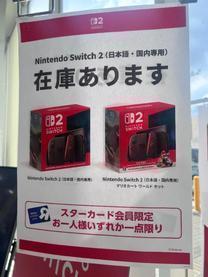 Nintendo Switch 2（日本語・国内専用）
在庫あります
Nintendo Switch 2（日本語・国内専用）
Nintendo Switch 2（日本語・国内専用）
マリオカート ワールド セット
スターカード会員限定
お一人様いずれか一点限り